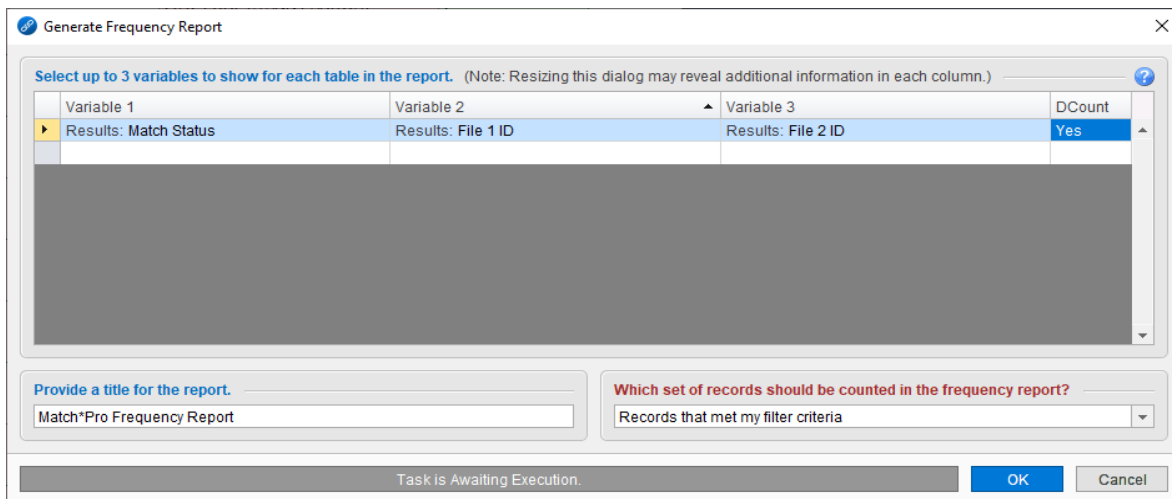 Generate Frequency Report
Select up to 3 variables to show for each table in the report. (Note: Resizing this dialog may reveal additional information in each column.)
Variable 1 Variable 2 Variable 3 DCount
Results: Match Status Results: File 1 ID Results: File 2 ID Yes
Provide a title for the report. Which set of records should be counted in the frequency report?
Match*Pro Frequency Report Records that met my filter criteria
Task is Awaiting Execution. OK Cancel